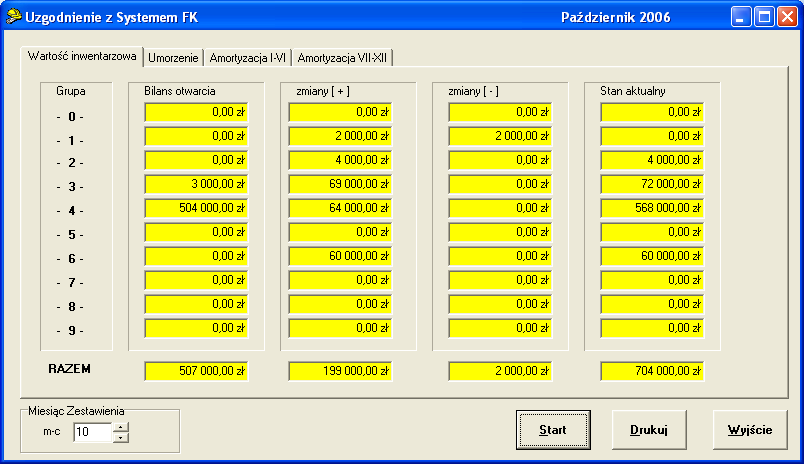 Uzgodnienie z Systemem FK Październik 2006
Wartość inwentarzowa Umorzenie Amortyzacja I-VI Amortyzacja VII-XII
Grupa Bilans otwarcia zmiany [ + ] zmiany [ - ] Stan aktualny
- 0 - 0,00 zł 0,00 zł 0,00 zł 0,00 zł
- 1 - 0,00 zł 2 000,00 zł 2 000,00 zł 0,00 zł
- 2 - 0,00 zł 4 000,00 zł 0,00 zł 4 000,00 zł
- 3 - 3 000,00 zł 69 000,00 zł 0,00 zł 72 000,00 zł
- 4 - 504 000,00 zł 64 000,00 zł 0,00 zł 568 000,00 zł
- 5 - 0,00 zł 0,00 zł 0,00 zł 0,00 zł
- 6 - 0,00 zł 60 000,00 zł 0,00 zł 60 000,00 zł
- 7 - 0,00 zł 0,00 zł 0,00 zł 0,00 zł
- 8 - 0,00 zł 0,00 zł 0,00 zł 0,00 zł
- 9 - 0,00 zł 0,00 zł 0,00 zł 0,00 zł
RAZEM 507 000,00 zł 199 000,00 zł 2 000,00 zł 704 000,00 zł
Miesiąc Zestawienia
m-c 10
Start Drukuj Wyjście